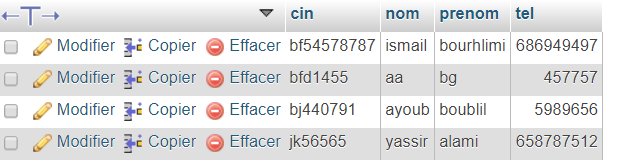 cin nom prenom tel
Modifier Copier Effacer bf54578787 ismail bourhlimi 686949497
Modifier Copier Effacer bfd1455 aa bg 457757
Modifier Copier Effacer bj440791 ayoub boublil 5989656
Modifier Copier Effacer jk56565 yassir alami 658787512